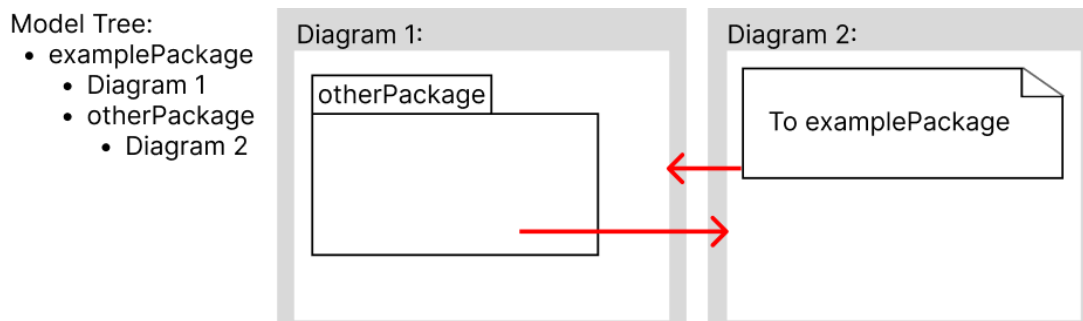 Model Tree:
• examplePackage
• Diagram 1
• otherPackage
• Diagram 2
Diagram 1:
otherPackage
Diagram 2:
To examplePackage